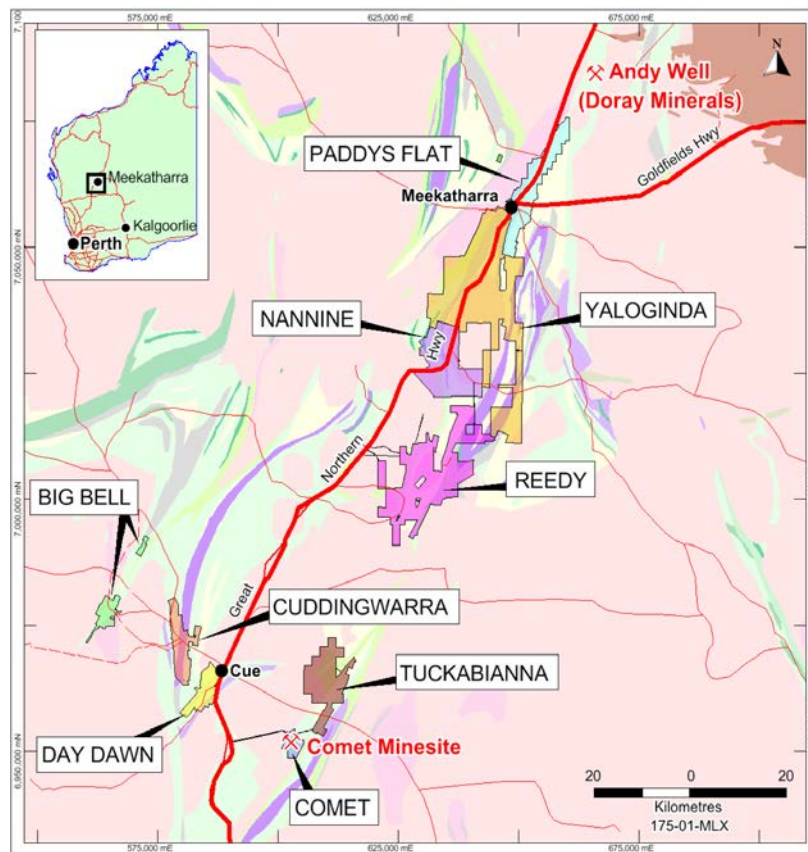 575,000 mE
625,000 mE
675,000 mE
7,100
N
Andy Well
(Doray Minerals)
PADDYS FLAT
Goldfields Hwy
Meekatharra
Meekatharra
Kalgoorlie
Perth
7,050,000 mN
NANNINE
YALOGINDA
Hwy
Northern
REEDY
BIG BELL
7,000,000 mN
Great
CUDDINGWARRA
Cue
TUCKABIANNA
DAY DAWN
Comet Minesite
COMET
6,950,000 mN
20
0
20
Kilometres
175-01-MLX
575,000 mE
625,000 mE
675,000 mE